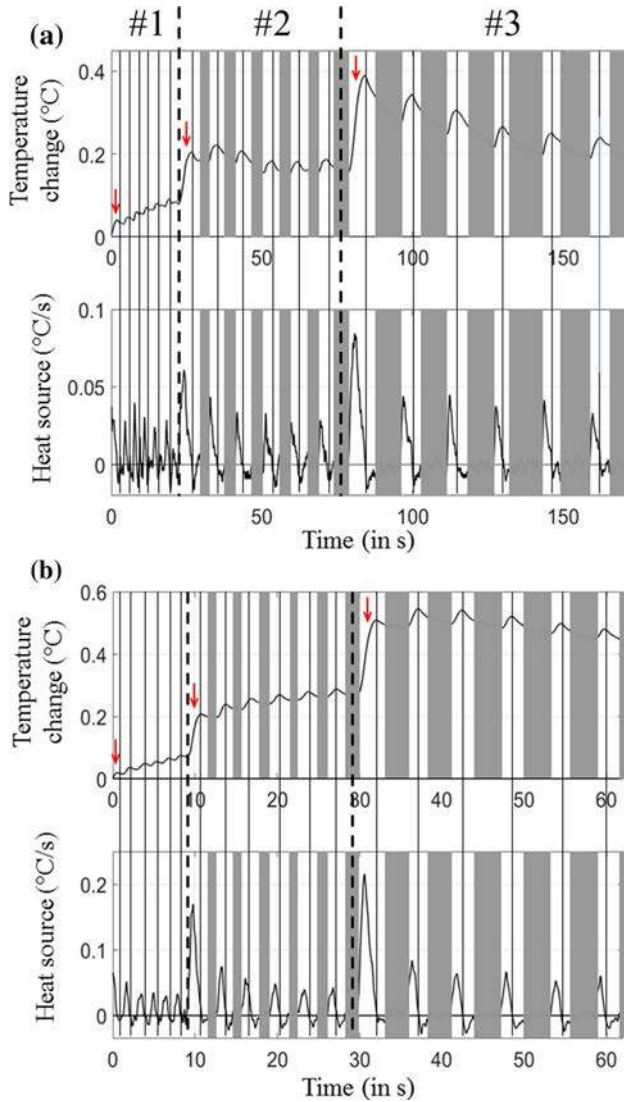 #1 #2 #3
(a)
Temperature
change (°C)
0.4
0.2
0
0 50 100 150
Heat source (°C/s)
0.1
0.05
0
0 50 100 150
Time (in s)
(b)
Temperature
change (°C)
0.6
0.4
0.2
0
0 10 20 30 40 50 60
Heat source (°C/s)
0.2
0.1
0
0 10 20 30 40 50 60
Time (in s)